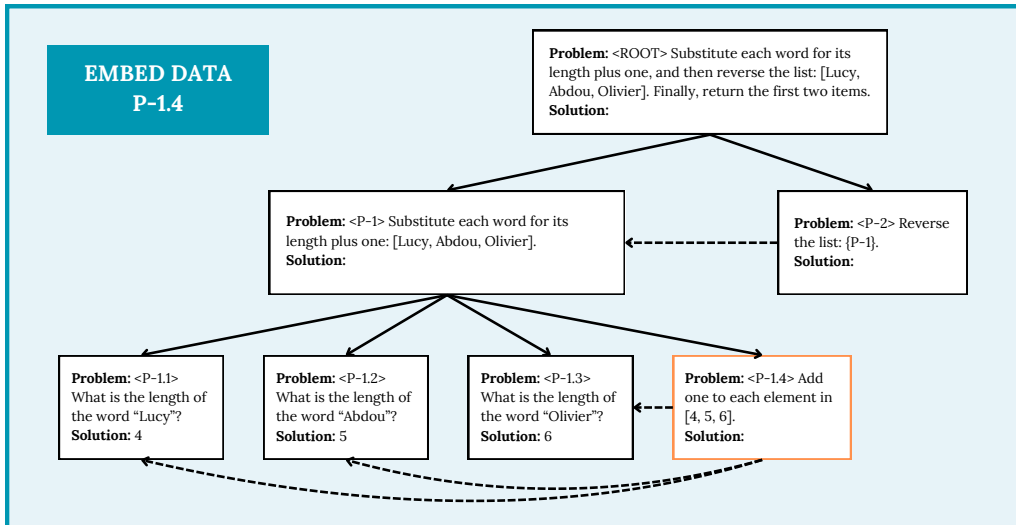 EMBED DATA
P-1.4
Problem: <ROOT> Substitute each word for its
length plus one, and then reverse the list: [Lucy,
Abdou, Olivier]. Finally, return the first two items.
Solution:
Problem: <P-1> Substitute each word for its
length plus one: [Lucy, Abdou, Olivier].
Solution:
Problem: <P-2> Reverse
the list: {P-1}.
Solution:
Problem: <P-1.1>
What is the length of
the word “Lucy”?
Solution: 4
Problem: <P-1.2>
What is the length of
the word “Abdou”?
Solution: 5
Problem: <P-1.3>
What is the length of
the word “Olivier”?
Solution: 6
Problem: <P-1.4> Add
one to each element in
[4, 5, 6].
Solution: